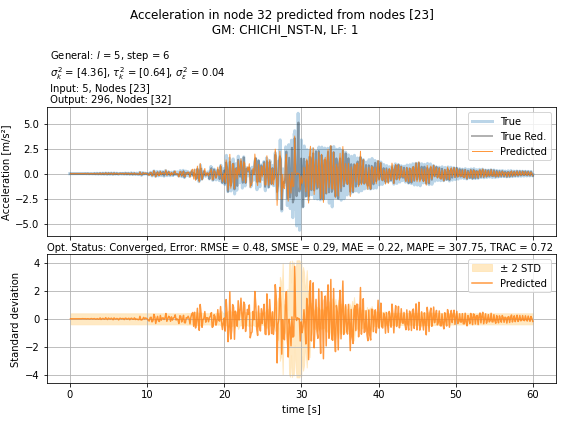 Acceleration in node 32 predicted from nodes [23]
GM: CHICHI_NST-N, LF: 1
General: l = 5, step = 6
σ²ₖ = [4.36], τ²ₖ = [0.64], σ²ε = 0.04
Input: 5, Nodes [23]
Output: 296, Nodes [32]
Acceleration [m/s²]
5.0
2.5
0.0
−2.5
−5.0
True
True Red.
Predicted
Opt. Status: Converged, Error: RMSE = 0.48, SMSE = 0.29, MAE = 0.22, MAPE = 307.75, TRAC = 0.72
Standard deviation
4
2
0
−2
−4
± 2 STD
Predicted
0 10 20 30 40 50 60
time [s]